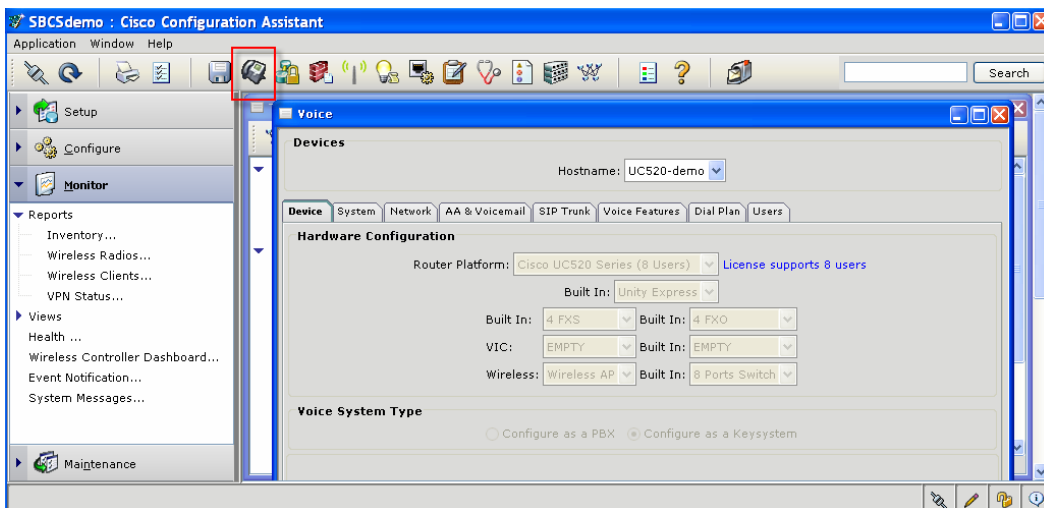 SBCSdemo : Cisco Configuration Assistant
Application Window Help
Search
Setup
Configure
Monitor
Reports
Inventory...
Wireless Radios...
Wireless Clients...
VPN Status...
Views
Health ...
Wireless Controller Dashboard...
Event Notification...
System Messages...
Maintenance
Voice
Devices
Hostname: UC520-demo
Device System Network AA & Voicemail SIP Trunk Voice Features Dial Plan Users
Hardware Configuration
Router Platform: Cisco UC520 Series (8 Users) License supports 8 users
Built In: Unity Express
Built In: 4 FXS Built In: 4 FXO
VIC: EMPTY Built In: EMPTY
Wireless: Wireless AP Built In: 8 Ports Switch
Voice System Type
Configure as a PBX Configure as a Keysystem